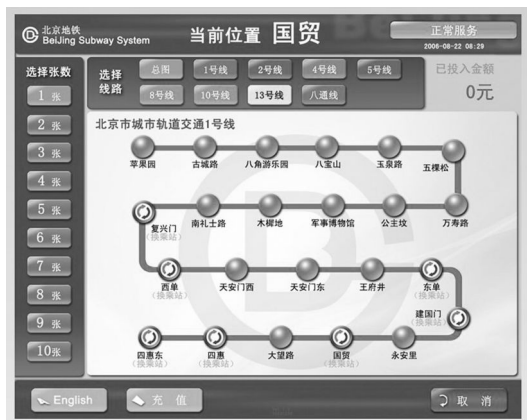 北京地铁
BeiJing Subway System
当前位置 国贸
正常服务
2006-08-22 08:29
选择张数
1 张
2 张
3 张
4 张
5 张
6 张
7 张
8 张
9 张
10张
选择线路
总图 1号线 2号线 4号线 5号线
8号线 10号线 13号线 八通线
已投入金额
0元
北京市城市轨道交通1号线
苹果园 古城路 八角游乐园 八宝山 玉泉路 五棵松
复兴门 (换乘站) 南礼士路 木樨地 军事博物馆 公主坟 万寿路
西单 (换乘站) 天安门西 天安门东 王府井 东单 (换乘站)
建国门 (换乘站)
四惠东 (换乘站) 四惠 (换乘站) 大望路 国贸 (换乘站) 永安里
English
充 值
取 消